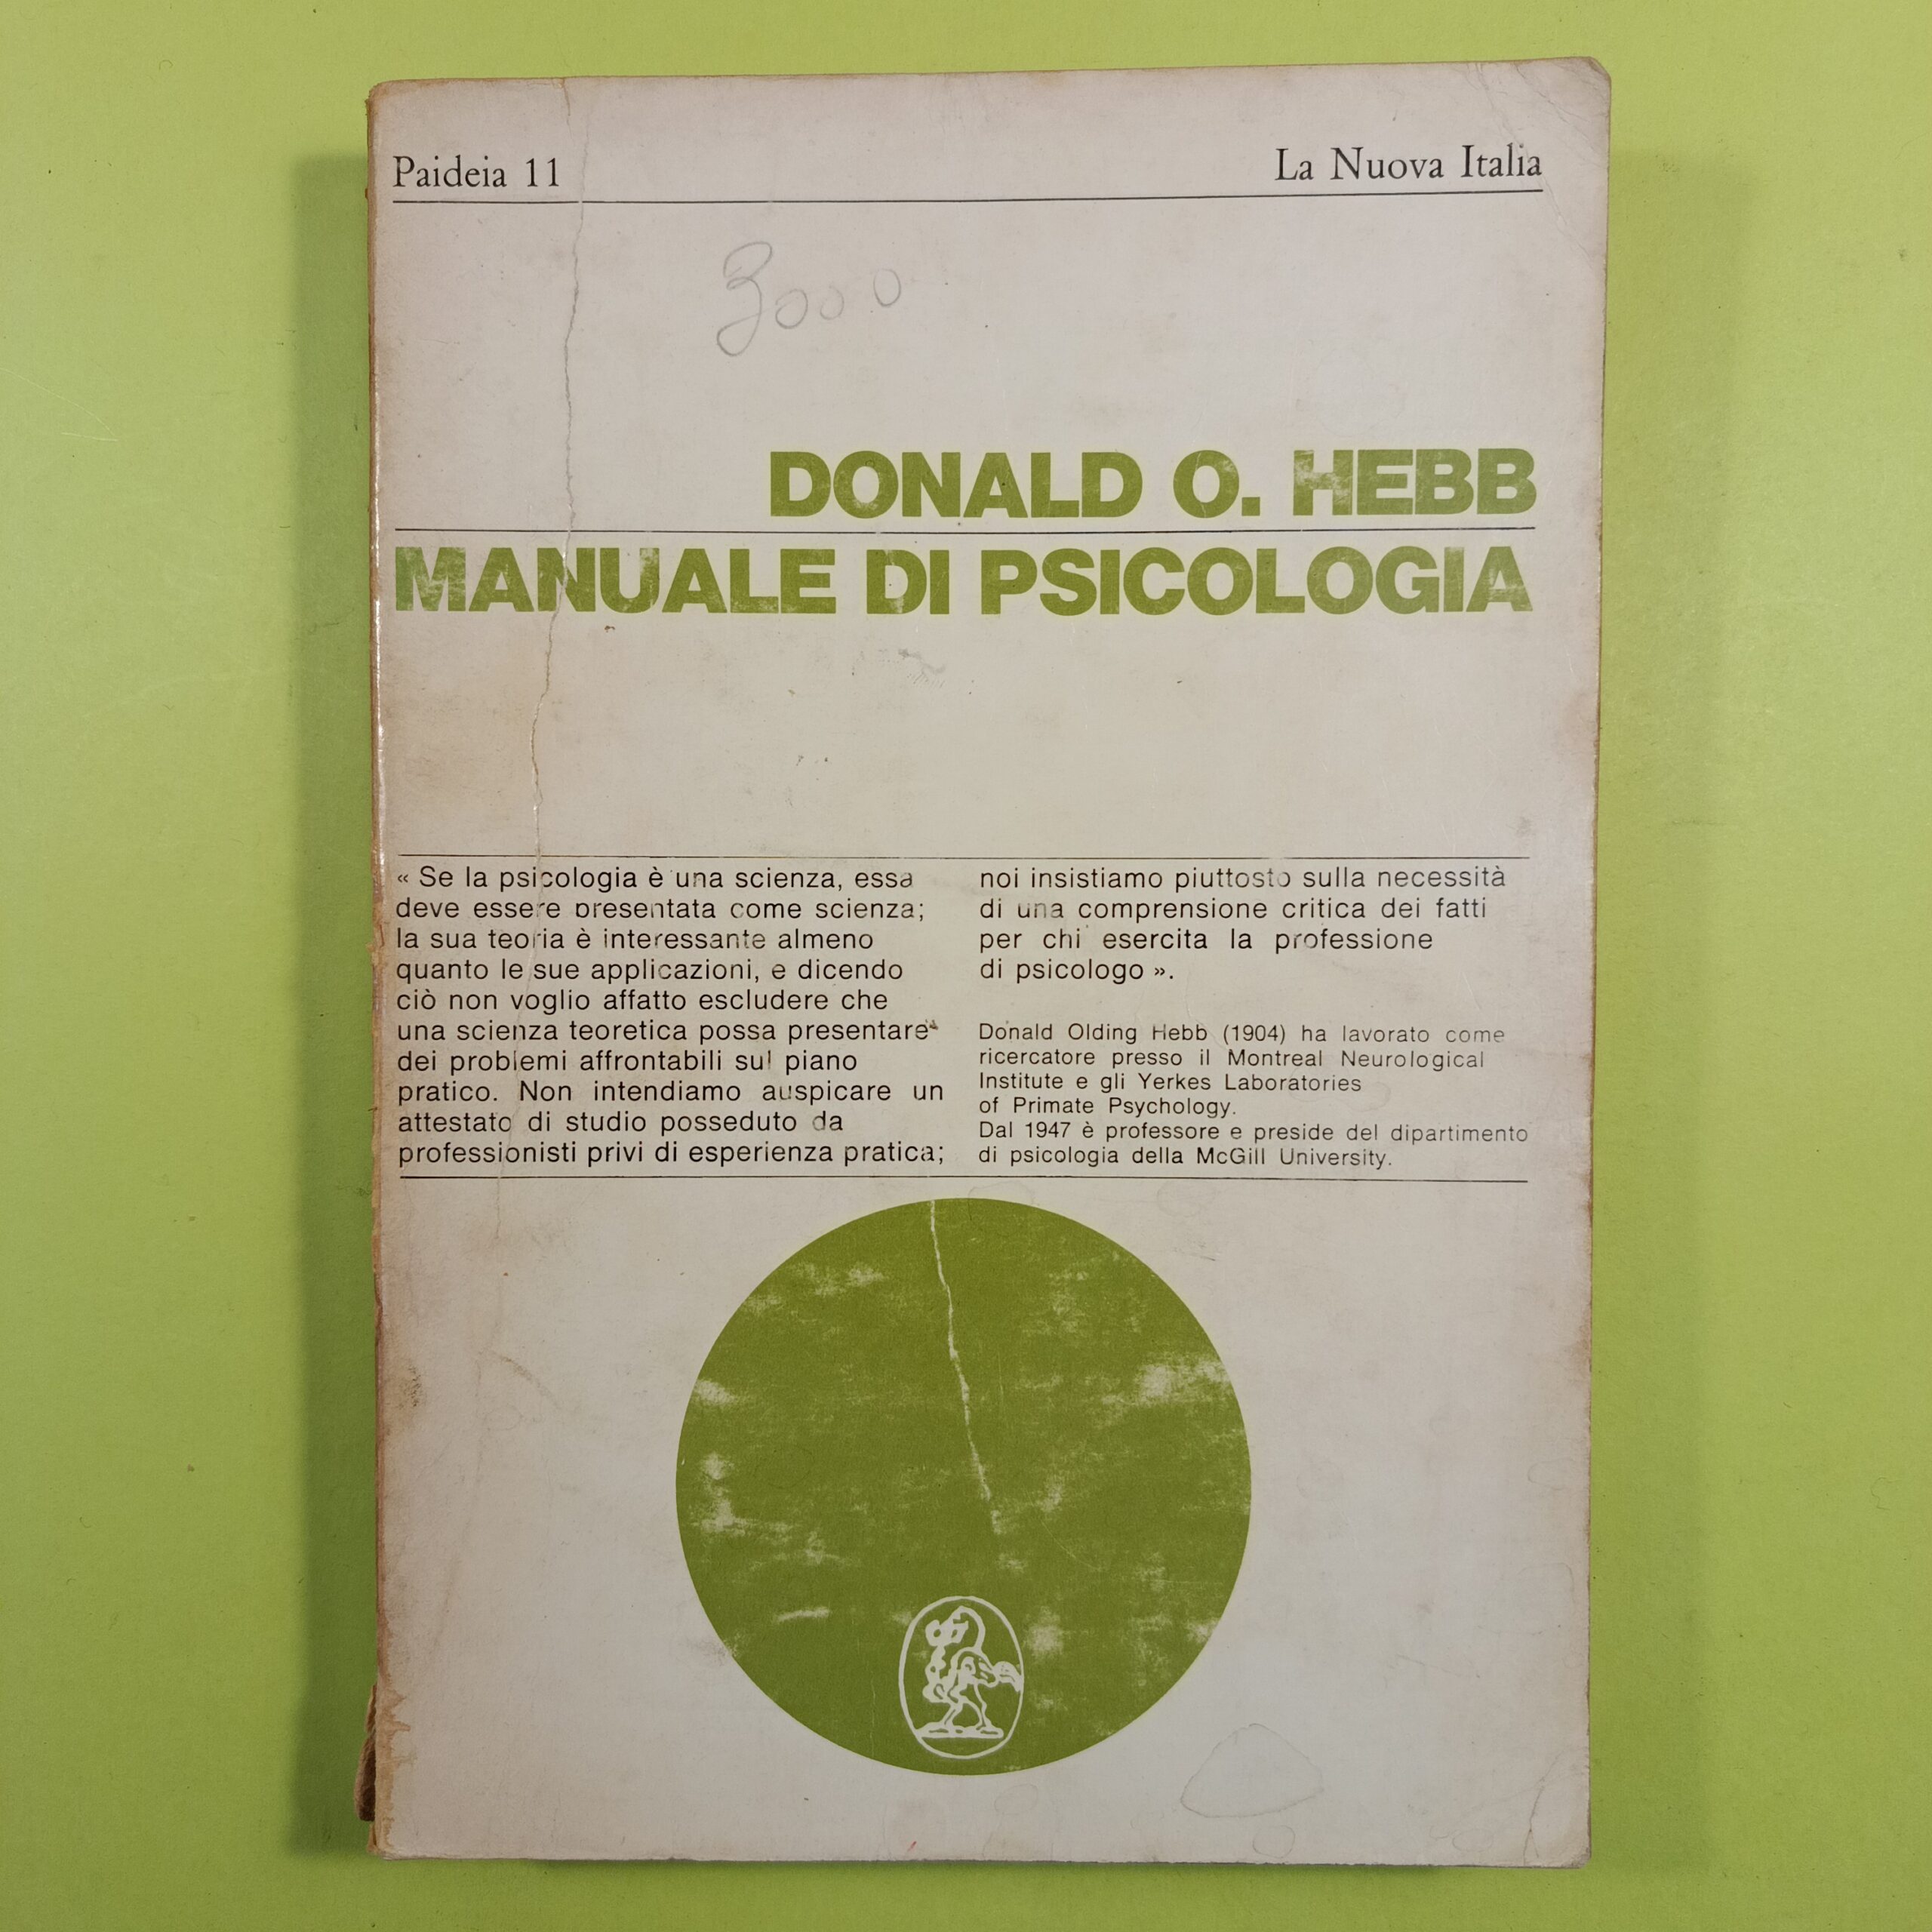 Paideia 11
La Nuova Italia
3000
DONALD O. HEBB
MANUALE DI PSICOLOGIA
« Se la psicologia è una scienza, essa
deve essere presentata come scienza;
la sua teoria è interessante almeno
quanto le sue applicazioni, e dicendo
ciò non voglio affatto escludere che
una scienza teoretica possa presentare
dei problemi affrontabili sul piano
pratico. Non intendiamo auspicare un
attestato di studio posseduto da
professionisti privi di esperienza pratica;
noi insistiamo piuttosto sulla necessità
di una comprensione critica dei fatti
per chi esercita la professione
di psicologo ».
Donald Olding Hebb (1904) ha lavorato come
ricercatore presso il Montreal Neurological
Institute e gli Yerkes Laboratories
of Primate Psychology.
Dal 1947 è professore e preside del dipartimento
di psicologia della McGill University.